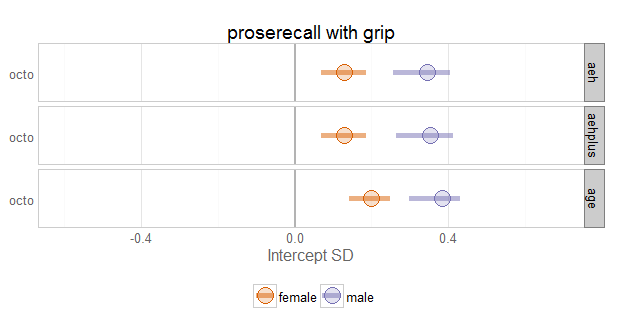 proserecall with grip
octo
aeh
octo
aehplus
octo
age
-0.4 0.0 0.4
Intercept SD
female male